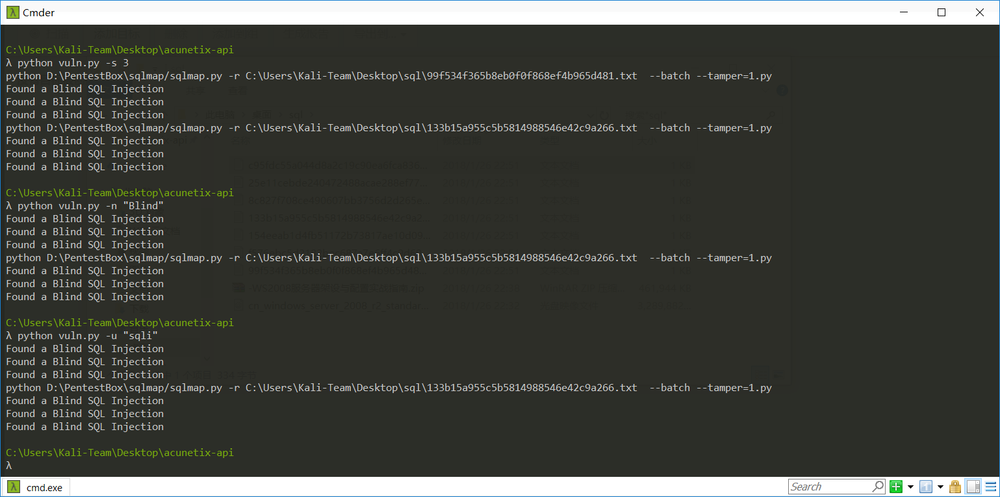 Cmder
C:\Users\Kali-Team\Desktop\acunetix-api
λ python vuln.py -s 3
python D:\PentestBox\sqlmap/sqlmap.py -r C:\Users\Kali-Team\Desktop\sql\99f534f365b8eb0f0f868ef4b965d481.txt  --batch --tamper=1.py
Found a Blind SQL Injection
Found a Blind SQL Injection
Found a Blind SQL Injection
python D:\PentestBox\sqlmap/sqlmap.py -r C:\Users\Kali-Team\Desktop\sql\133b15a955c5b5814988546e42c9a266.txt  --batch --tamper=1.py
Found a Blind SQL Injection
Found a Blind SQL Injection
Found a Blind SQL Injection
C:\Users\Kali-Team\Desktop\acunetix-api
λ python vuln.py -n "Blind"
Found a Blind SQL Injection
Found a Blind SQL Injection
Found a Blind SQL Injection
python D:\PentestBox\sqlmap/sqlmap.py -r C:\Users\Kali-Team\Desktop\sql\133b15a955c5b5814988546e42c9a266.txt  --batch --tamper=1.py
Found a Blind SQL Injection
Found a Blind SQL Injection
Found a Blind SQL Injection
C:\Users\Kali-Team\Desktop\acunetix-api
λ python vuln.py -u "sqli"
Found a Blind SQL Injection
Found a Blind SQL Injection
Found a Blind SQL Injection
python D:\PentestBox\sqlmap/sqlmap.py -r C:\Users\Kali-Team\Desktop\sql\133b15a955c5b5814988546e42c9a266.txt  --batch --tamper=1.py
Found a Blind SQL Injection
Found a Blind SQL Injection
Found a Blind SQL Injection
C:\Users\Kali-Team\Desktop\acunetix-api
λ
cmd.exe
Search